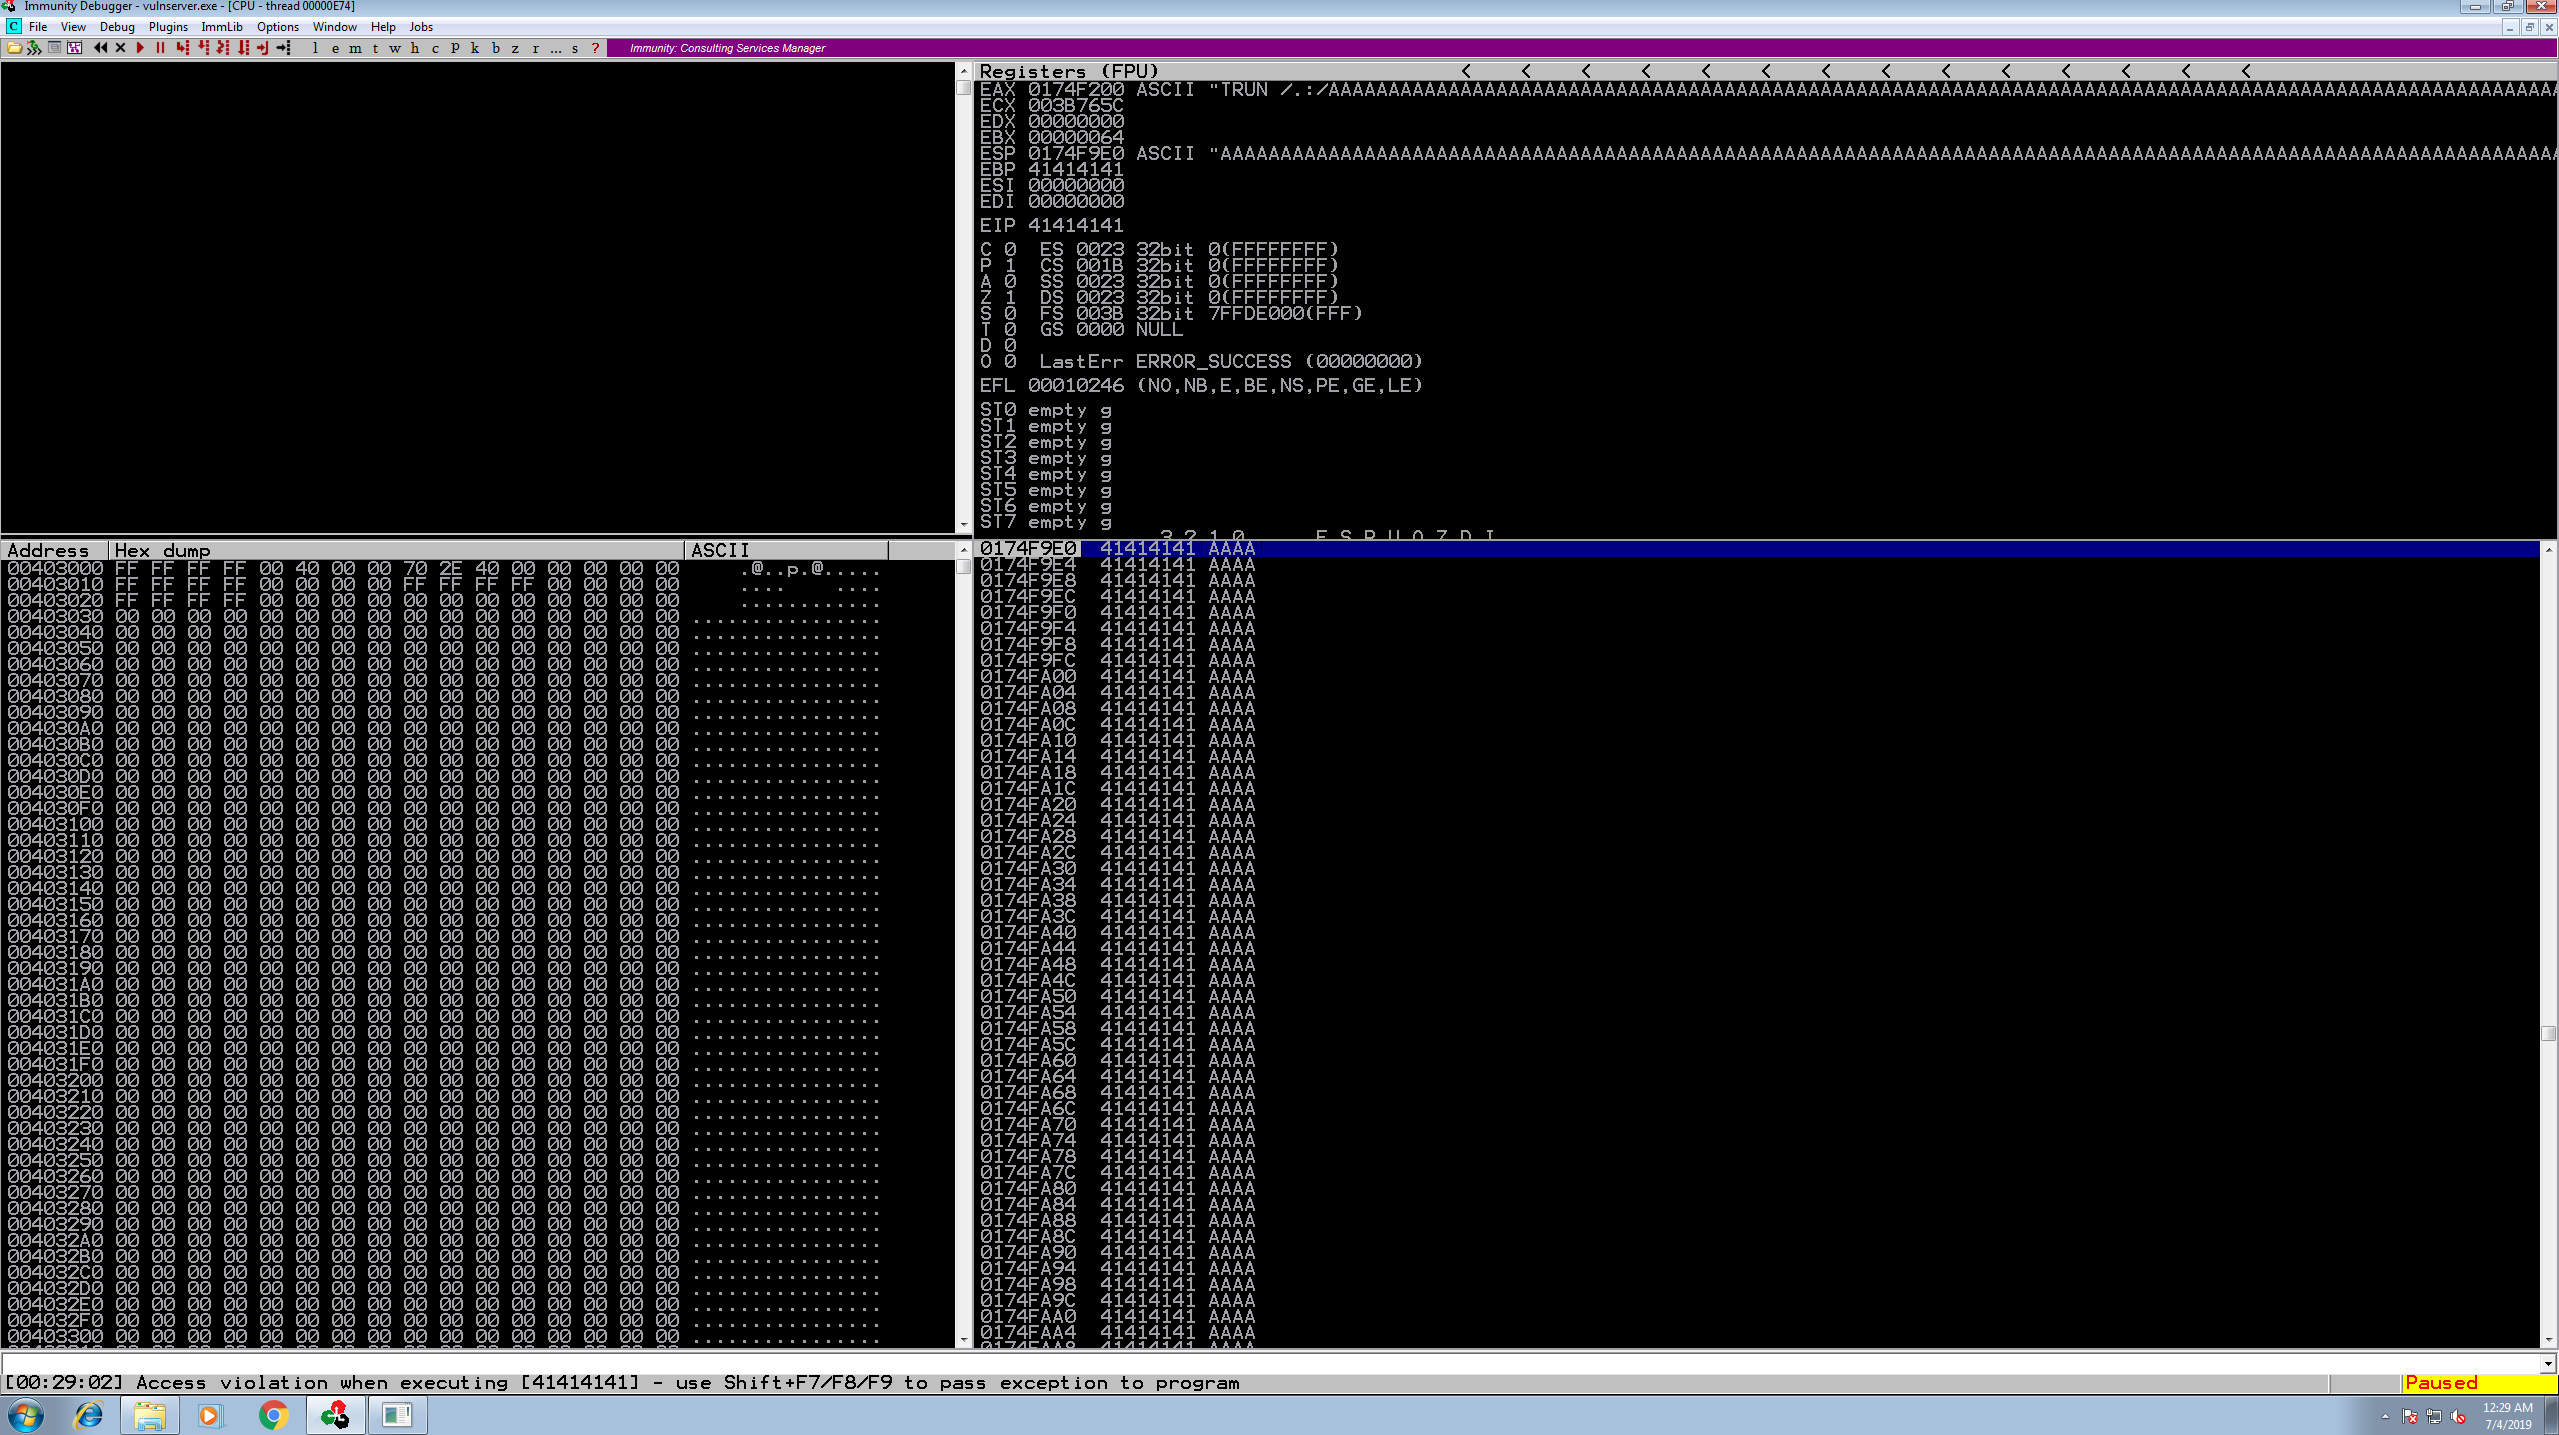 Immunity Debugger - vulnserver.exe - [CPU - thread 00000E74]
C File View Debug Plugins ImmLib Options Window Help Jobs
l e m t w h c p k b z r ... s ? Immunity: Consulting Services Manager
Registers (FPU) < < < < < < < < < < < < < <
EAX 0174F200 ASCII "TRUN /.:/
ECX 003B765C
EDX 00000000
EBX 00000064
ESP 0174F9E0 ASCII "
EBP 41414141
ESI 00000000
EDI 00000000
EIP 41414141
C 0 ES 0023 32bit 0(FFFFFFFF)
P 1 CS 001B 32bit 0(FFFFFFFF)
A 0 SS 0023 32bit 0(FFFFFFFF)
Z 1 DS 0023 32bit 0(FFFFFFFF)
S 0 FS 003B 32bit 7FFDE000(FFF)
T 0 GS 0000 NULL
D 0
O 0 LastErr ERROR_SUCCESS (00000000)
EFL 00010246 (NO,NB,E,BE,NS,PE,GE,LE)
ST0 empty g
ST1 empty g
ST2 empty g
ST3 empty g
ST4 empty g
ST5 empty g
ST6 empty g
ST7 empty g
3 2 1 0 E S P U O Z D I
Address Hex dump ASCII
00403000 FF FF FF FF 00 40 00 00 70 2E 40 00 00 00 00 00 .@..p.@.....
00403010 FF FF FF FF 00 00 00 00 FF FF FF FF 00 00 00 00 .... ....
00403020 FF FF FF FF 00 00 00 00 00 00 00 00 00 00 00 00 ............
00403030 00 00 00 00 00 00 00 00 00 00 00 00 00 00 00 00 ................
00403040 00 00 00 00 00 00 00 00 00 00 00 00 00 00 00 00 ................
00403050 00 00 00 00 00 00 00 00 00 00 00 00 00 00 00 00 ................
00403060 00 00 00 00 00 00 00 00 00 00 00 00 00 00 00 00 ................
00403070 00 00 00 00 00 00 00 00 00 00 00 00 00 00 00 00 ................
00403080 00 00 00 00 00 00 00 00 00 00 00 00 00 00 00 00 ................
00403090 00 00 00 00 00 00 00 00 00 00 00 00 00 00 00 00 ................
004030A0 00 00 00 00 00 00 00 00 00 00 00 00 00 00 00 00 ................
004030B0 00 00 00 00 00 00 00 00 00 00 00 00 00 00 00 00 ................
004030C0 00 00 00 00 00 00 00 00 00 00 00 00 00 00 00 00 ................
004030D0 00 00 00 00 00 00 00 00 00 00 00 00 00 00 00 00 ................
004030E0 00 00 00 00 00 00 00 00 00 00 00 00 00 00 00 00 ................
004030F0 00 00 00 00 00 00 00 00 00 00 00 00 00 00 00 00 ................
00403100 00 00 00 00 00 00 00 00 00 00 00 00 00 00 00 00 ................
00403110 00 00 00 00 00 00 00 00 00 00 00 00 00 00 00 00 ................
00403120 00 00 00 00 00 00 00 00 00 00 00 00 00 00 00 00 ................
00403130 00 00 00 00 00 00 00 00 00 00 00 00 00 00 00 00 ................
00403140 00 00 00 00 00 00 00 00 00 00 00 00 00 00 00 00 ................
00403150 00 00 00 00 00 00 00 00 00 00 00 00 00 00 00 00 ................
00403160 00 00 00 00 00 00 00 00 00 00 00 00 00 00 00 00 ................
00403170 00 00 00 00 00 00 00 00 00 00 00 00 00 00 00 00 ................
00403180 00 00 00 00 00 00 00 00 00 00 00 00 00 00 00 00 ................
00403190 00 00 00 00 00 00 00 00 00 00 00 00 00 00 00 00 ................
004031A0 00 00 00 00 00 00 00 00 00 00 00 00 00 00 00 00 ................
004031B0 00 00 00 00 00 00 00 00 00 00 00 00 00 00 00 00 ................
004031C0 00 00 00 00 00 00 00 00 00 00 00 00 00 00 00 00 ................
004031D0 00 00 00 00 00 00 00 00 00 00 00 00 00 00 00 00 ................
004031E0 00 00 00 00 00 00 00 00 00 00 00 00 00 00 00 00 ................
004031F0 00 00 00 00 00 00 00 00 00 00 00 00 00 00 00 00 ................
00403200 00 00 00 00 00 00 00 00 00 00 00 00 00 00 00 00 ................
00403210 00 00 00 00 00 00 00 00 00 00 00 00 00 00 00 00 ................
00403220 00 00 00 00 00 00 00 00 00 00 00 00 00 00 00 00 ................
00403230 00 00 00 00 00 00 00 00 00 00 00 00 00 00 00 00 ................
00403240 00 00 00 00 00 00 00 00 00 00 00 00 00 00 00 00 ................
00403250 00 00 00 00 00 00 00 00 00 00 00 00 00 00 00 00 ................
00403260 00 00 00 00 00 00 00 00 00 00 00 00 00 00 00 00 ................
00403270 00 00 00 00 00 00 00 00 00 00 00 00 00 00 00 00 ................
00403280 00 00 00 00 00 00 00 00 00 00 00 00 00 00 00 00 ................
00403290 00 00 00 00 00 00 00 00 00 00 00 00 00 00 00 00 ................
004032A0 00 00 00 00 00 00 00 00 00 00 00 00 00 00 00 00 ................
004032B0 00 00 00 00 00 00 00 00 00 00 00 00 00 00 00 00 ................
004032C0 00 00 00 00 00 00 00 00 00 00 00 00 00 00 00 00 ................
004032D0 00 00 00 00 00 00 00 00 00 00 00 00 00 00 00 00 ................
004032E0 00 00 00 00 00 00 00 00 00 00 00 00 00 00 00 00 ................
004032F0 00 00 00 00 00 00 00 00 00 00 00 00 00 00 00 00 ................
00403300 00 00 00 00 00 00 00 00 00 00 00 00 00 00 00 00 ................
0174F9E0 41414141 AAAA
0174F9E4 41414141 AAAA
0174F9E8 41414141 AAAA
0174F9EC 41414141 AAAA
0174F9F0 41414141 AAAA
0174F9F4 41414141 AAAA
0174F9F8 41414141 AAAA
0174F9FC 41414141 AAAA
0174FA00 41414141 AAAA
0174FA04 41414141 AAAA
0174FA08 41414141 AAAA
0174FA0C 41414141 AAAA
0174FA10 41414141 AAAA
0174FA14 41414141 AAAA
0174FA18 41414141 AAAA
0174FA1C 41414141 AAAA
0174FA20 41414141 AAAA
0174FA24 41414141 AAAA
0174FA28 41414141 AAAA
0174FA2C 41414141 AAAA
0174FA30 41414141 AAAA
0174FA34 41414141 AAAA
0174FA38 41414141 AAAA
0174FA3C 41414141 AAAA
0174FA40 41414141 AAAA
0174FA44 41414141 AAAA
0174FA48 41414141 AAAA
0174FA4C 41414141 AAAA
0174FA50 41414141 AAAA
0174FA54 41414141 AAAA
0174FA58 41414141 AAAA
0174FA5C 41414141 AAAA
0174FA60 41414141 AAAA
0174FA64 41414141 AAAA
0174FA68 41414141 AAAA
0174FA6C 41414141 AAAA
0174FA70 41414141 AAAA
0174FA74 41414141 AAAA
0174FA78 41414141 AAAA
0174FA7C 41414141 AAAA
0174FA80 41414141 AAAA
0174FA84 41414141 AAAA
0174FA88 41414141 AAAA
0174FA8C 41414141 AAAA
0174FA90 41414141 AAAA
0174FA94 41414141 AAAA
0174FA98 41414141 AAAA
0174FA9C 41414141 AAAA
0174FAA0 41414141 AAAA
0174FAA4 41414141 AAAA
0174FAA8 41414141 AAAA
[00:29:02] Access violation when executing [41414141] - use Shift+F7/F8/F9 to pass exception to program
Paused
12:29 AM
7/4/2019